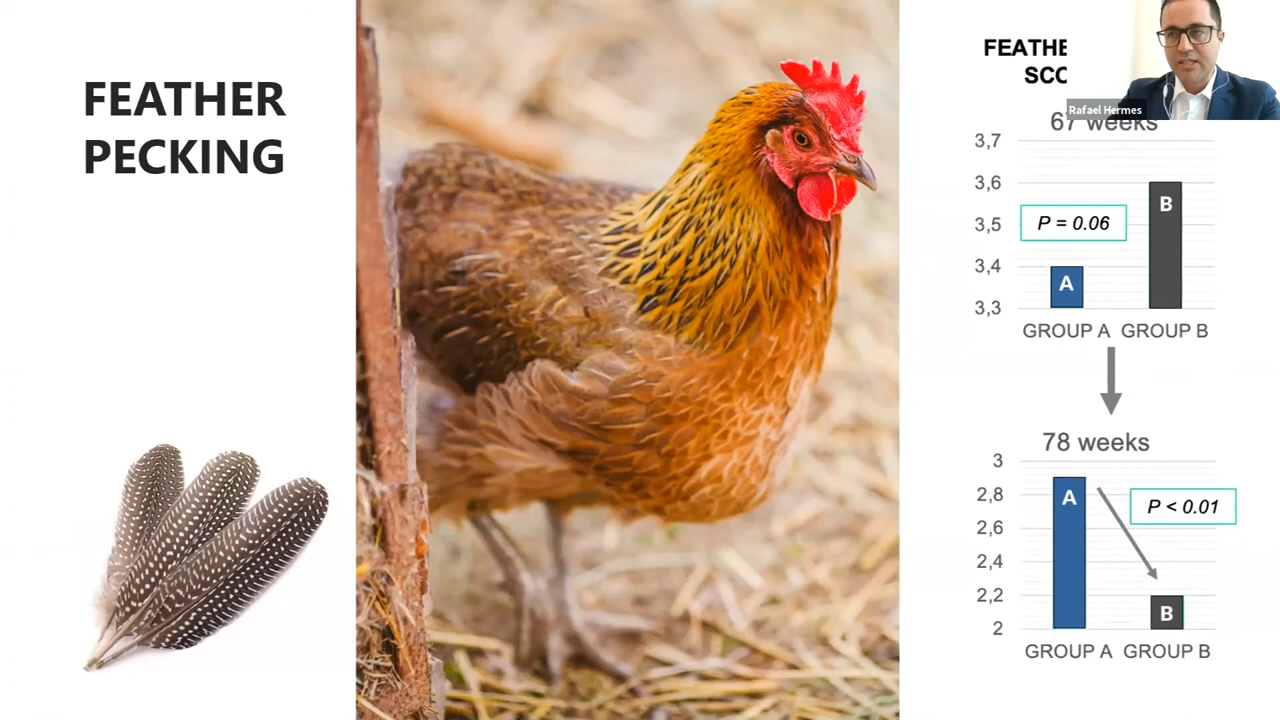 FEATHER
PECKING
FEATHE
SCC
Rafael Hermes
67 weeks
3,7
3,6
3,5
3,4
3,3
P = 0.06
A
B
GROUP A GROUP B
78 weeks
3
2,8
2,6
2,4
2,2
2
A
P < 0.01
B
GROUP A GROUP B